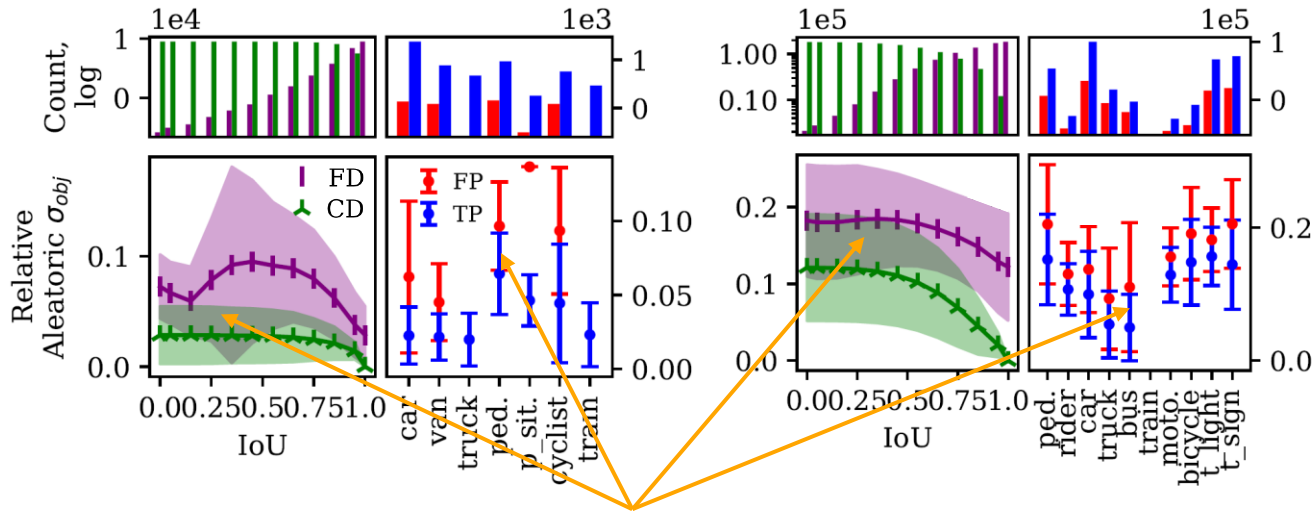 1e4
1e3
1e5
1e5
Count,
log
1
0
1
0
1.00
0.10
1
0
Relative
Aleatoric σobj
0.1
0.0
FD
CD
FP
TP
0.10
0.05
0.00
0.2
0.1
0.0
0.2
0.0
0.00.250.50.751.0
IoU
car
van
truck
ped.
p_sit.
cyclist
train
0.00.250.50.751.0
IoU
ped.
rider
car
truck
bus
train
moto.
bicycle
t_light
t_sign